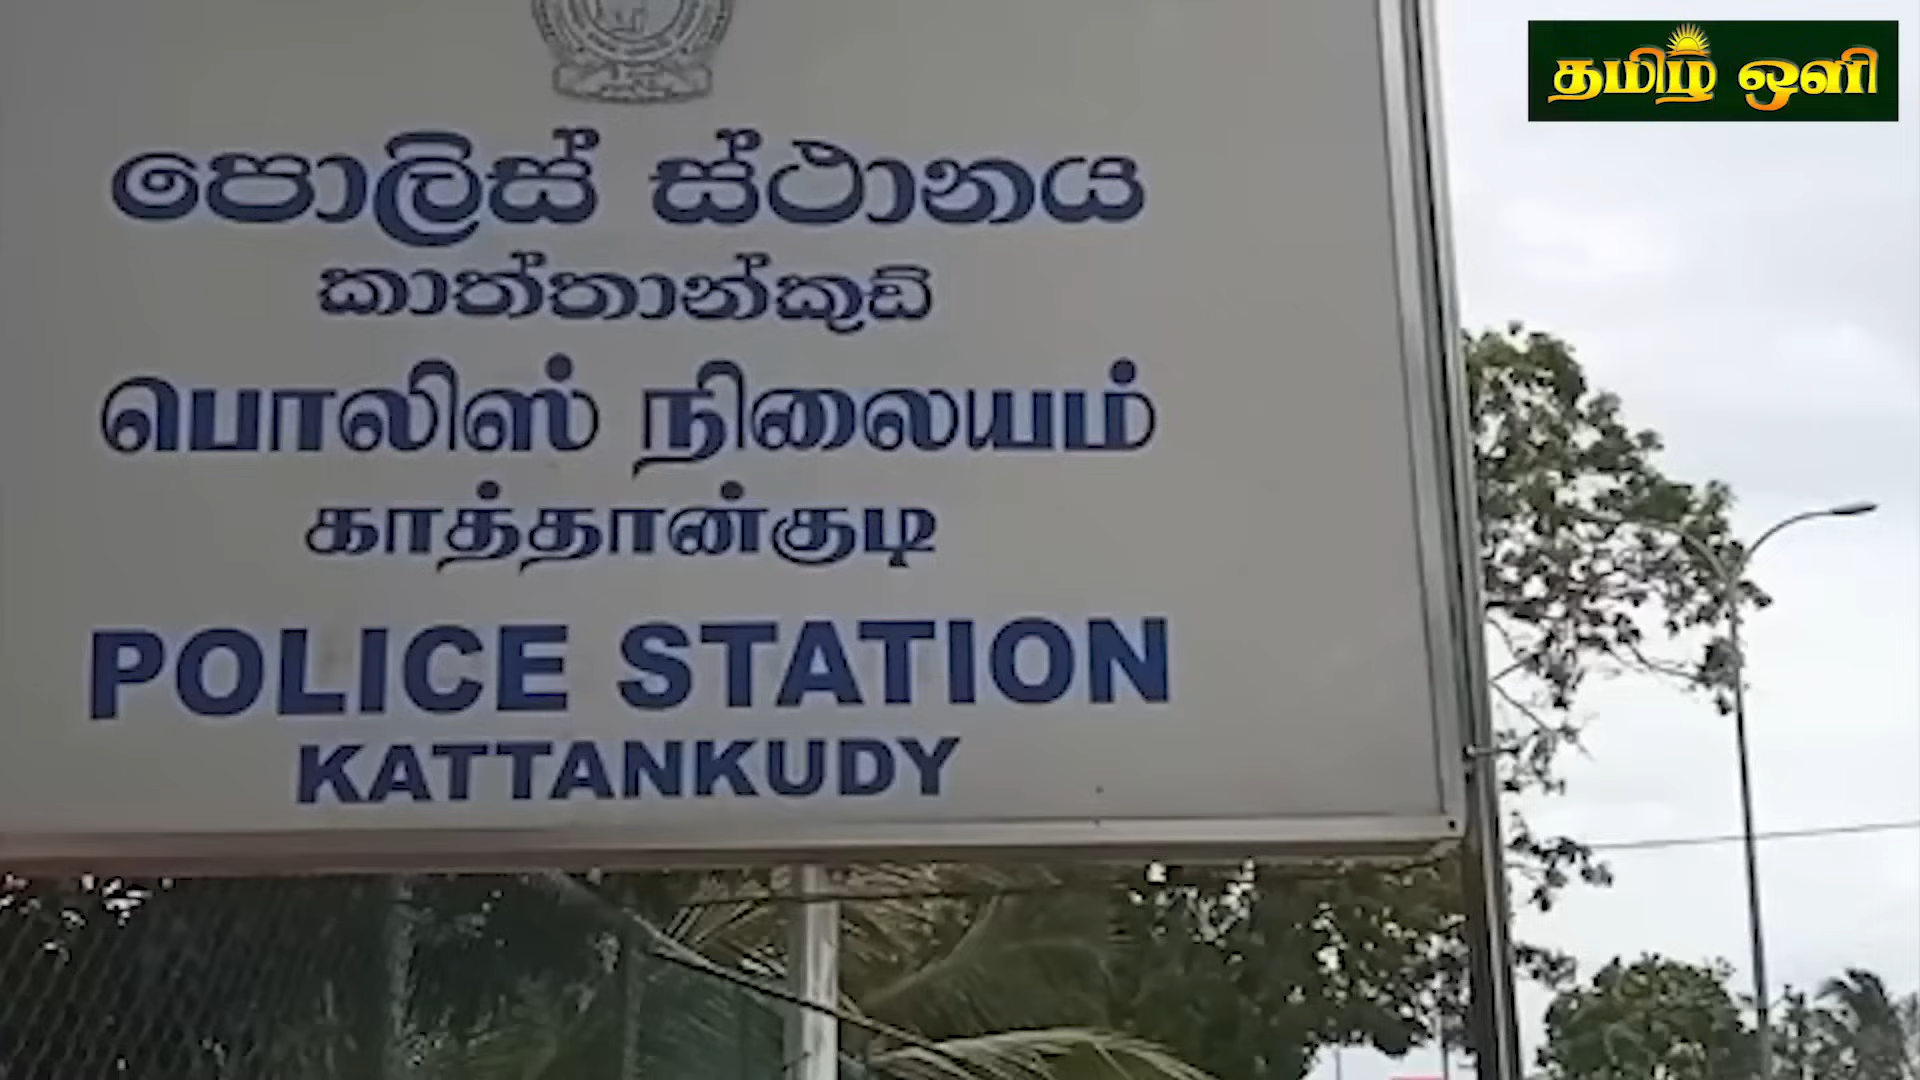 தமிழ் ஒளி
පොලිස් ස්ථානය
කාත්තාන්කුඩි
பொலிஸ் நிலையம்
காத்தான்குடி
POLICE STATION
KATTANKUDY